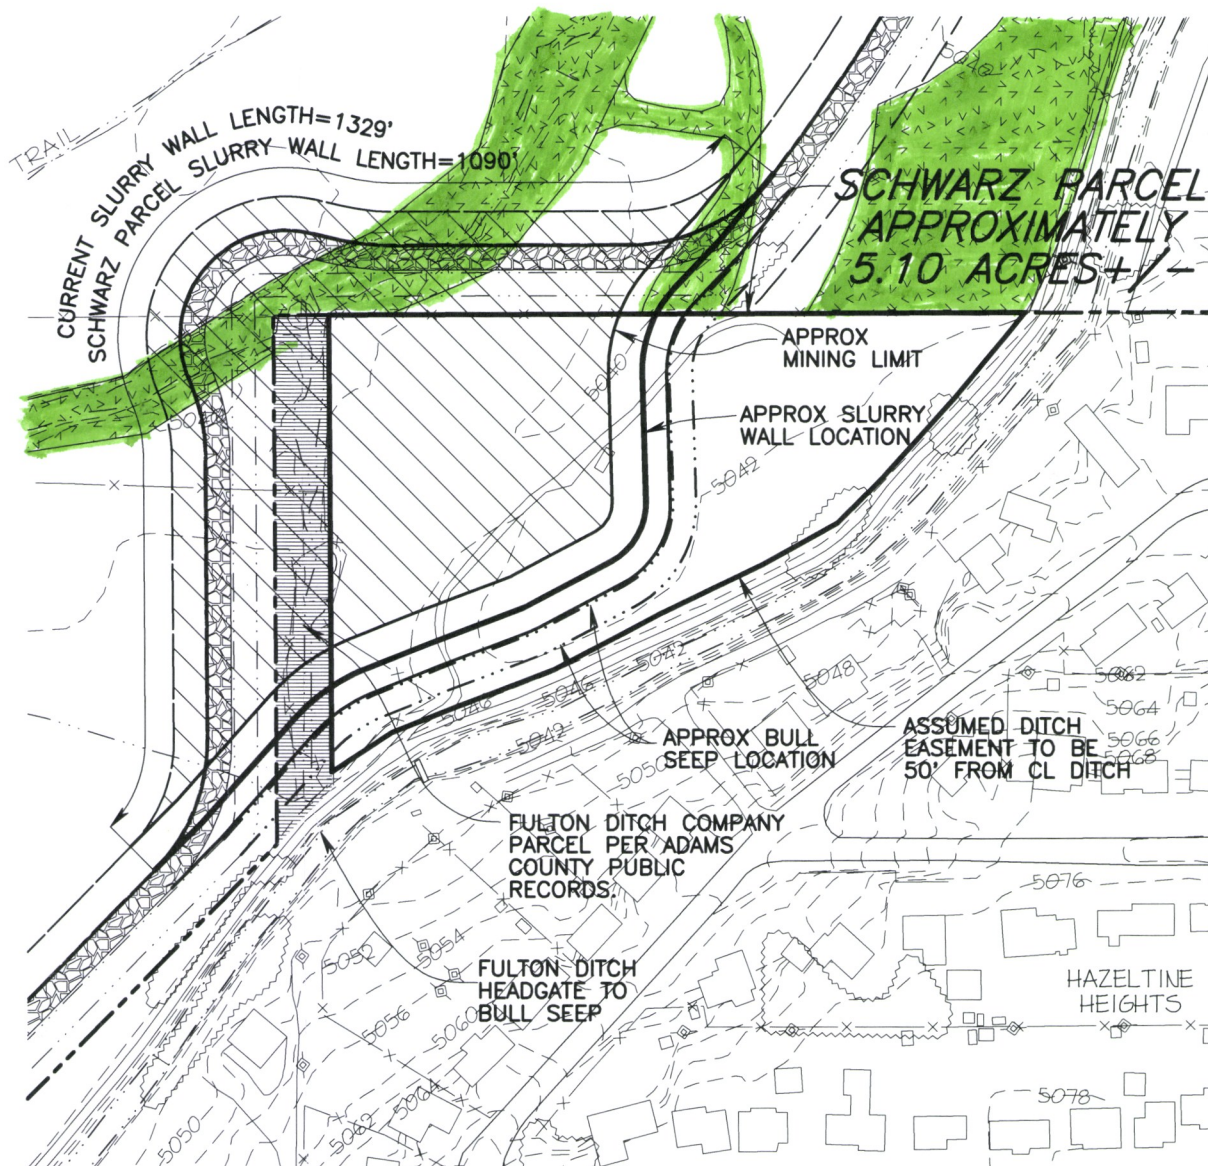 TRAIL
CURRENT SLURRY WALL LENGTH=1329'
SCHWARZ PARCEL SLURRY WALL LENGTH=1090'
5040
SCHWARZ PARCEL
APPROXIMATELY
5.10 ACRES+/-
APPROX
MINING LIMIT
5040
APPROX SLURRY
WALL LOCATION
5042
5042
5048
5046
5046
5042
5062
5064
5066
5068
APPROX BULL
SEEP LOCATION
ASSUMED DITCH
EASEMENT TO BE
50' FROM CL DITCH
5050
FULTON DITCH COMPANY
PARCEL PER ADAMS
COUNTY PUBLIC
RECORDS.
5076
5052
5054
FULTON DITCH
HEADGATE TO
BULL SEEP
HAZELTINE
HEIGHTS
5056
5060
5064
5062
5050
5078